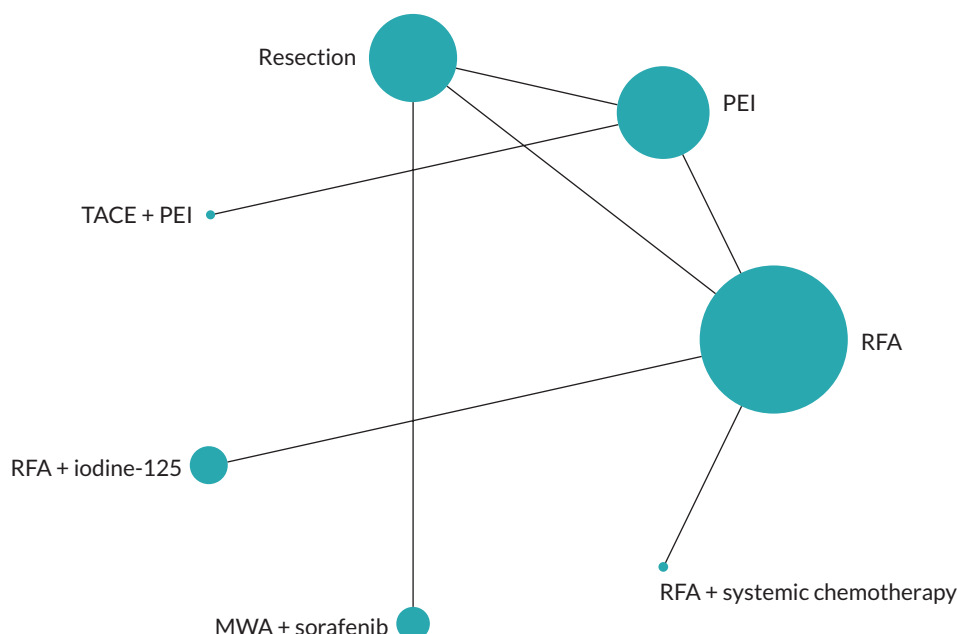 Resection
PEI
TACE + PEI
RFA
RFA + iodine-125
RFA + systemic chemotherapy
MWA + sorafenib